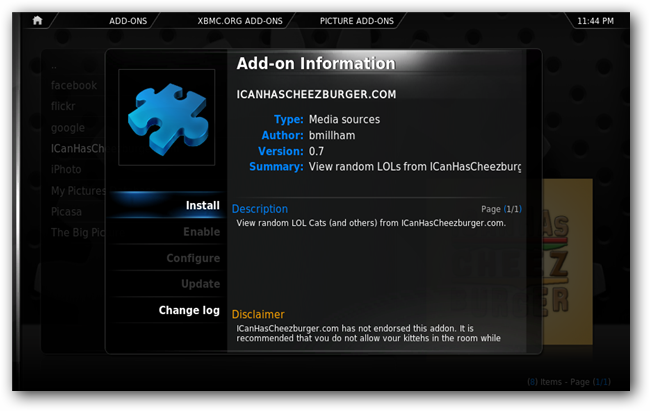 ADD-ONS XBMC.ORG ADD-ONS PICTURE ADD-ONS 11:44 PM
Add-on Information
..
facebook
flickr
google
ICanHasCh
iPhoto
My Pictures
Picasa
The Big Pic
ICANHASCHEEZBURGER.COM
Type: Media sources
Author: bmillham
Version: 0.7
Summary: View random LOLs from ICanHasCheezburg
Install
Enable
Configure
Update
Change log
Description Page (1/1)
View random LOL Cats (and others) from ICanHasCheezburger.com.
Disclaimer
ICanHasCheezburger.com has not endorsed this addon. It is
recommended that you do not allow your kittehs in the room while
(8) Items - Page (1/1)